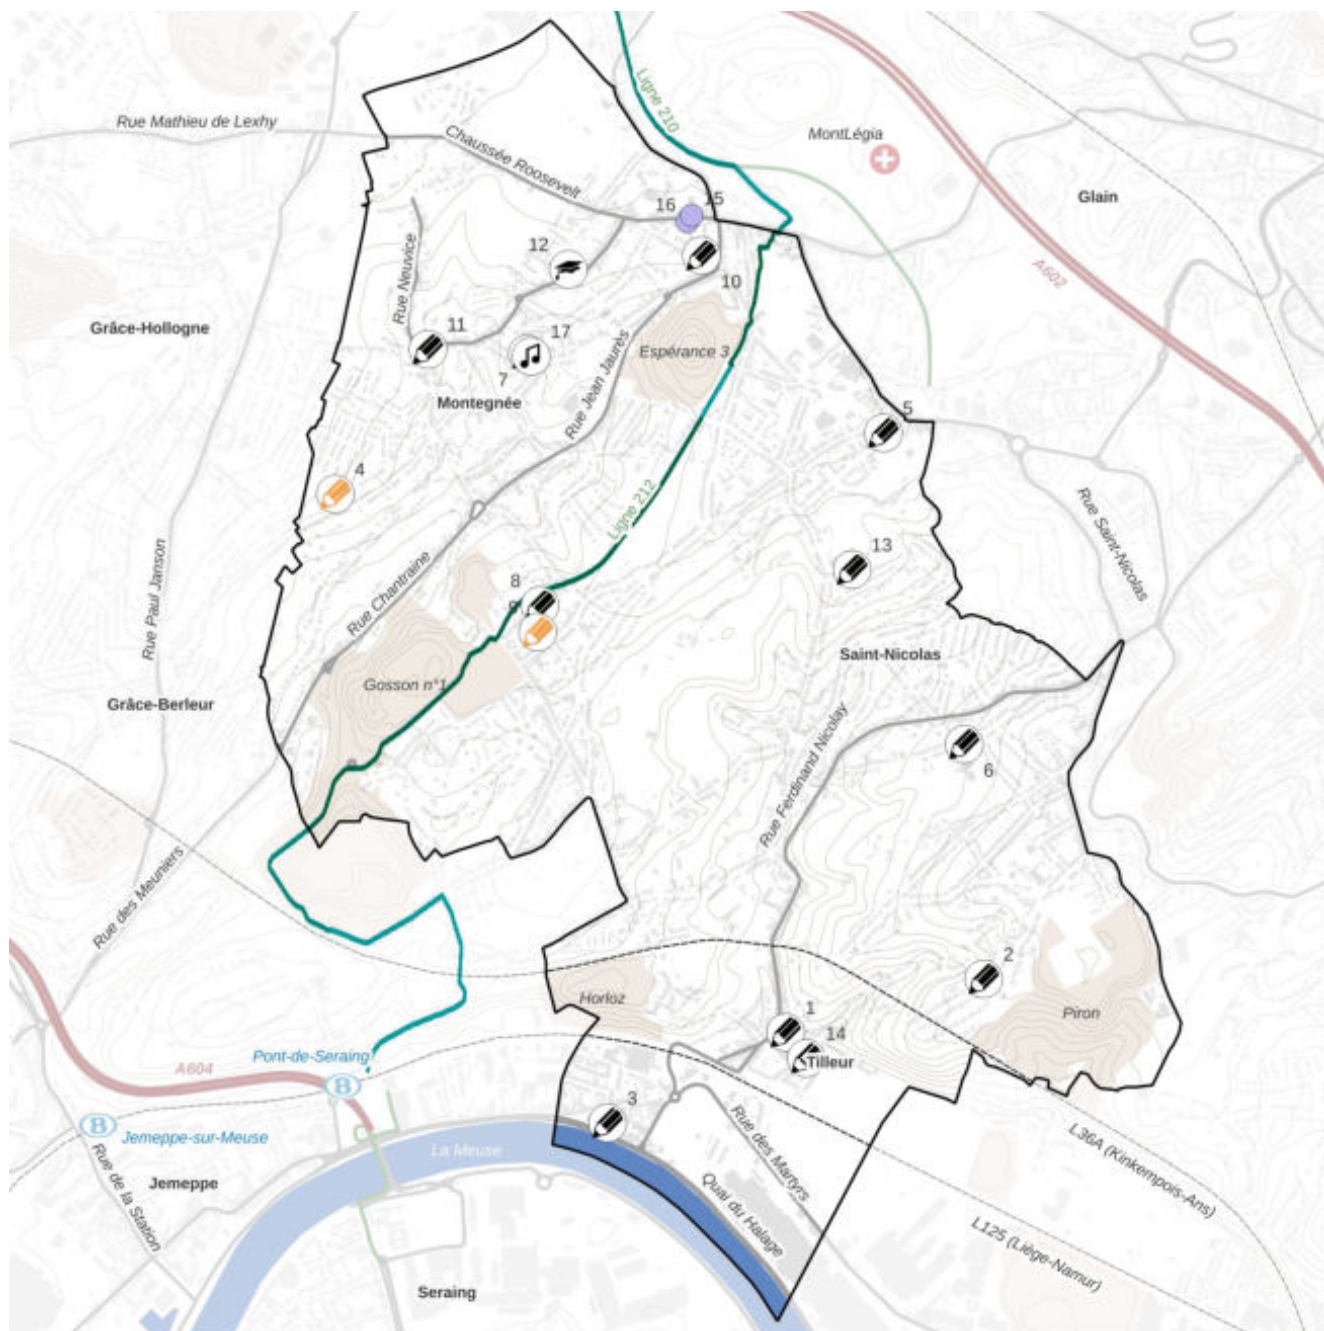 Ligne 210
Rue Mathieu de Lexhy
Chaussée Roosevelt
MontLégia
Glain
16
15
12
10
A602
Rue Neuvice
Grâce-Hollogne
11
17
7
Espérance 3
Rue Jean Jaurès
Montegnée
5
4
Ligne 212
Rue Saint-Nicolas
13
Rue Paul Janson
Rue Chantraine
8
9
Saint-Nicolas
Gosson n°1
Grâce-Berleur
Rue Ferdinand Nicolay
6
Rue des Meuniers
2
Horloz
Piron
1
14
Tilleur
Pont-de-Seraing
A604
B
3
B
Jemeppe-sur-Meuse
Rue des Martyrs
L36A (Kinkempois-Ans)
La Meuse
Rue de la Station
Jemeppe
Quai du Halage
L125 (Liége-Namur)
Seraing